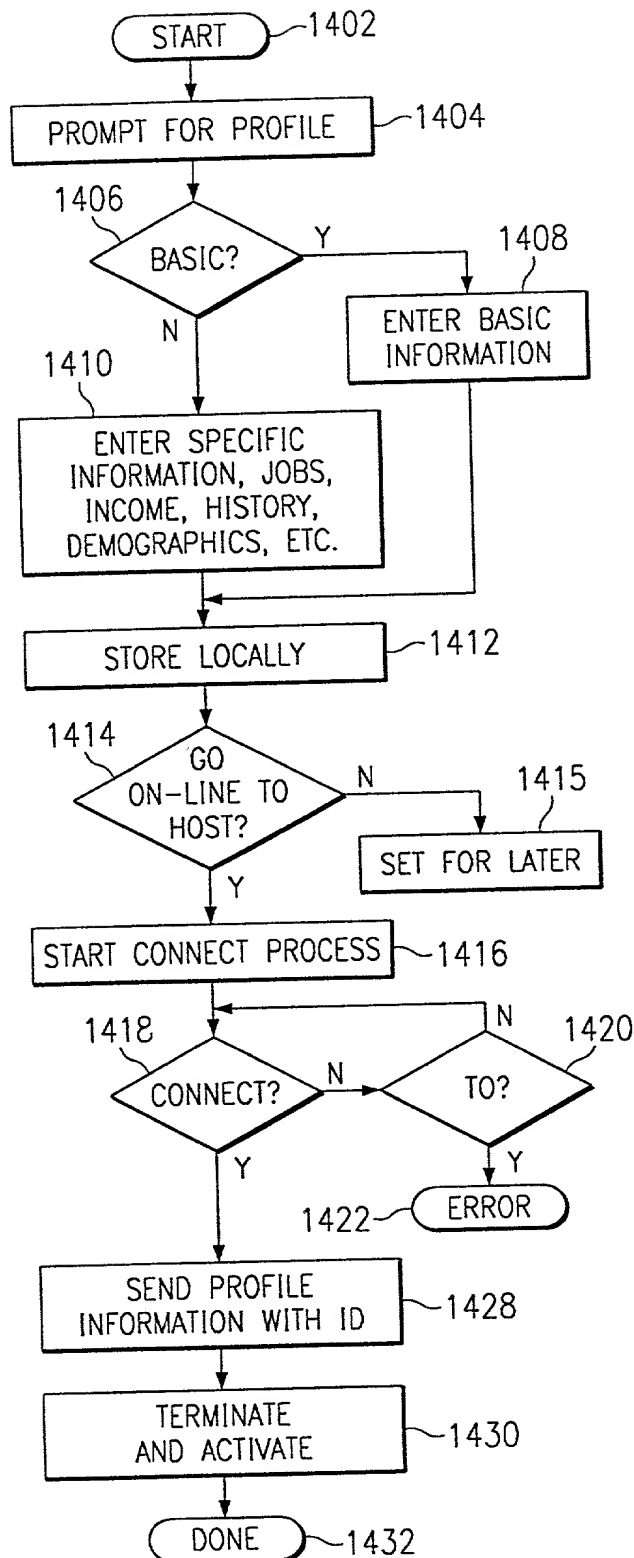 START
1402
PROMPT FOR PROFILE
1404
1406
BASIC?
Y
N
1408
ENTER BASIC
INFORMATION
1410
ENTER SPECIFIC
INFORMATION, JOBS,
INCOME, HISTORY,
DEMOGRAPHICS, ETC.
STORE LOCALLY
1412
1414
GO
ON-LINE TO
HOST?
N
Y
1415
SET FOR LATER
START CONNECT PROCESS
1416
1418
CONNECT?
N
Y
1420
TO?
N
Y
1422
ERROR
SEND PROFILE
INFORMATION WITH ID
1428
TERMINATE
AND ACTIVATE
1430
DONE
1432